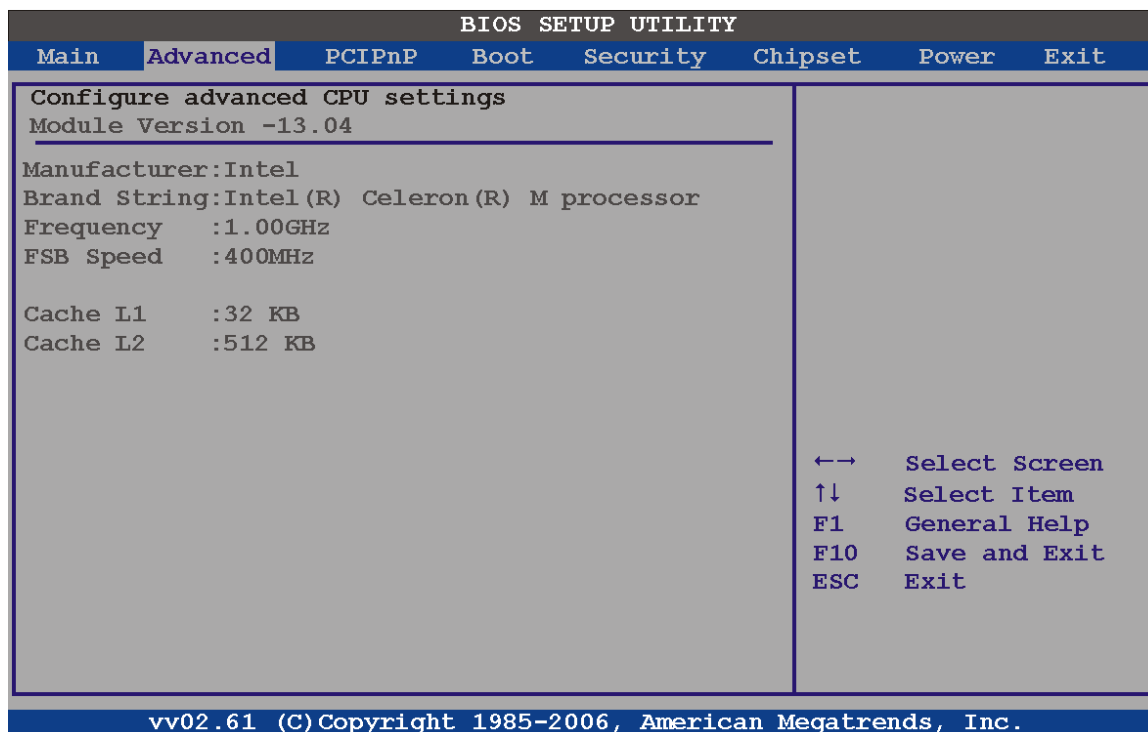 BIOS SETUP UTILITY
Main Advanced PCIPnP Boot Security Chipset Power Exit
Configure advanced CPU settings
Module Version -13.04
Manufacturer:Intel
Brand String:Intel(R) Celeron(R) M processor
Frequency :1.00GHz
FSB Speed :400MHz
Cache L1 :32 KB
Cache L2 :512 KB
←→ Select Screen
↑↓ Select Item
F1 General Help
F10 Save and Exit
ESC Exit
vv02.61 (C)Copyright 1985-2006, American Megatrends, Inc.